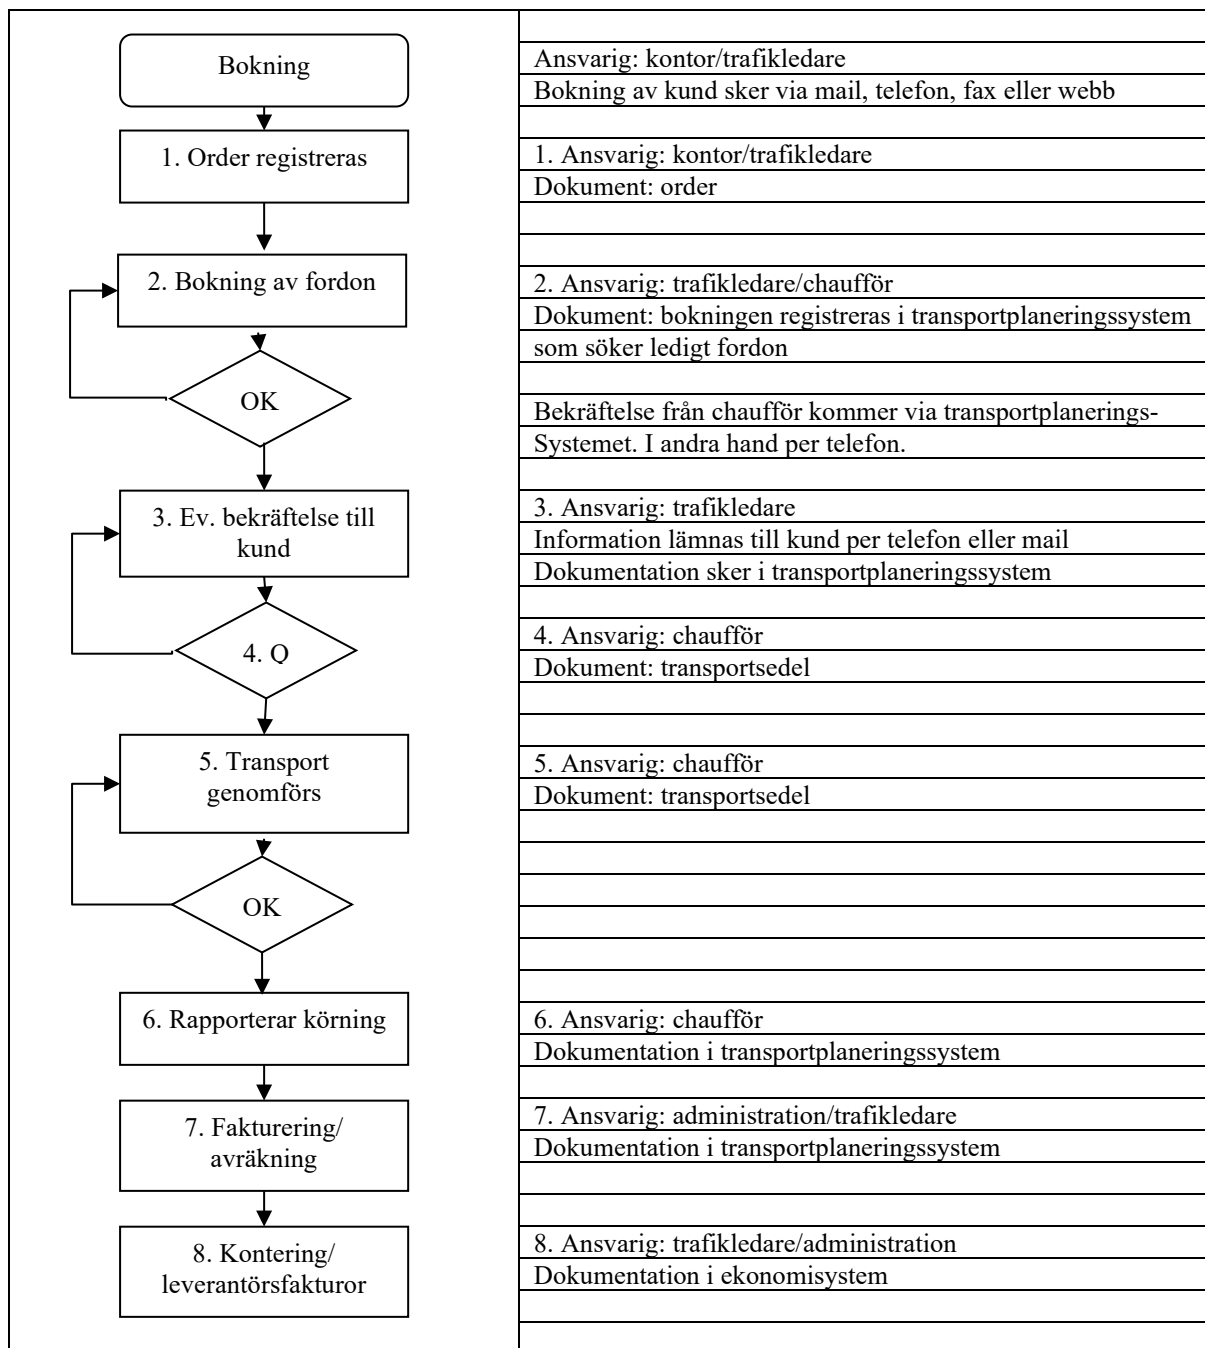 Bokning
Ansvarig: kontor/trafikledare
Bokning av kund sker via mail, telefon, fax eller webb
1. Order registreras
1. Ansvarig: kontor/trafikledare
Dokument: order
2. Bokning av fordon
2. Ansvarig: trafikledare/chaufför
Dokument: bokningen registreras i transportplaneringssystem
som söker ledigt fordon
OK
Bekräftelse från chaufför kommer via transportplanerings-
Systemet. I andra hand per telefon.
3. Ev. bekräftelse till
kund
3. Ansvarig: trafikledare
Information lämnas till kund per telefon eller mail
Dokumentation sker i transportplaneringssystem
4. Q
4. Ansvarig: chaufför
Dokument: transportsedel
5. Transport
genomförs
5. Ansvarig: chaufför
Dokument: transportsedel
OK
6. Rapporterar körning
6. Ansvarig: chaufför
Dokumentation i transportplaneringssystem
7. Fakturering/
avräkning
7. Ansvarig: administration/trafikledare
Dokumentation i transportplaneringssystem
8. Kontering/
leverantörsfakturor
8. Ansvarig: trafikledare/administration
Dokumentation i ekonomisystem